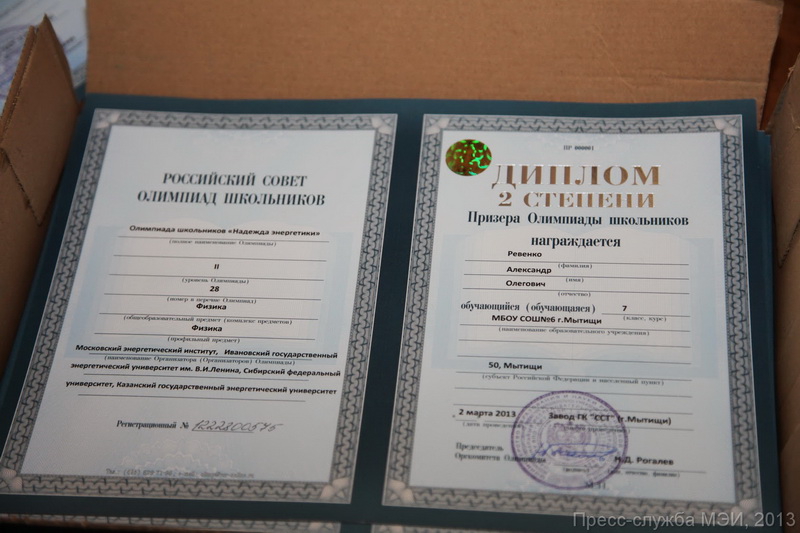 РОССИЙСКИЙ СОВЕТ
ОЛИМПИАД ШКОЛЬНИКОВ
Олимпиада школьников «Надежда энергетики»
(полное наименование Олимпиады)
II
(уровень Олимпиады)
28
(номер в перечне Олимпиад)
Физика
(общеобразовательный предмет (комплекс предметов)
Физика
(профильный предмет)
Московский энергетический институт, Ивановский государственный
(наименование Организатора (Организаторов) Олимпиады)
энергетический университет им. В.И.Ленина, Сибирский федеральный
университет, Казанский государственный энергетический университет
Регистрационный №
ПР 000001
ДИПЛОМ
2 СТЕПЕНИ
Призера Олимпиады школьников
награждается
Ревенко
(фамилия)
Александр
(имя)
Олегович
(отчество)
обучающийся (обучающаяся) 7
(класс, курс)
МБОУ СОШ№6 г.Мытищи
(наименование образовательного учреждения)
50, Мытищи
(субъект Российской Федерации и населенный пункт)
2 марта 2013 Завод ГК "ССТ" (г.Мытищи)
(дата проведения
Председатель
Оргкомитета Олимпиады Н.Д. Рогалев
Пресс-служба МЭИ, 2013